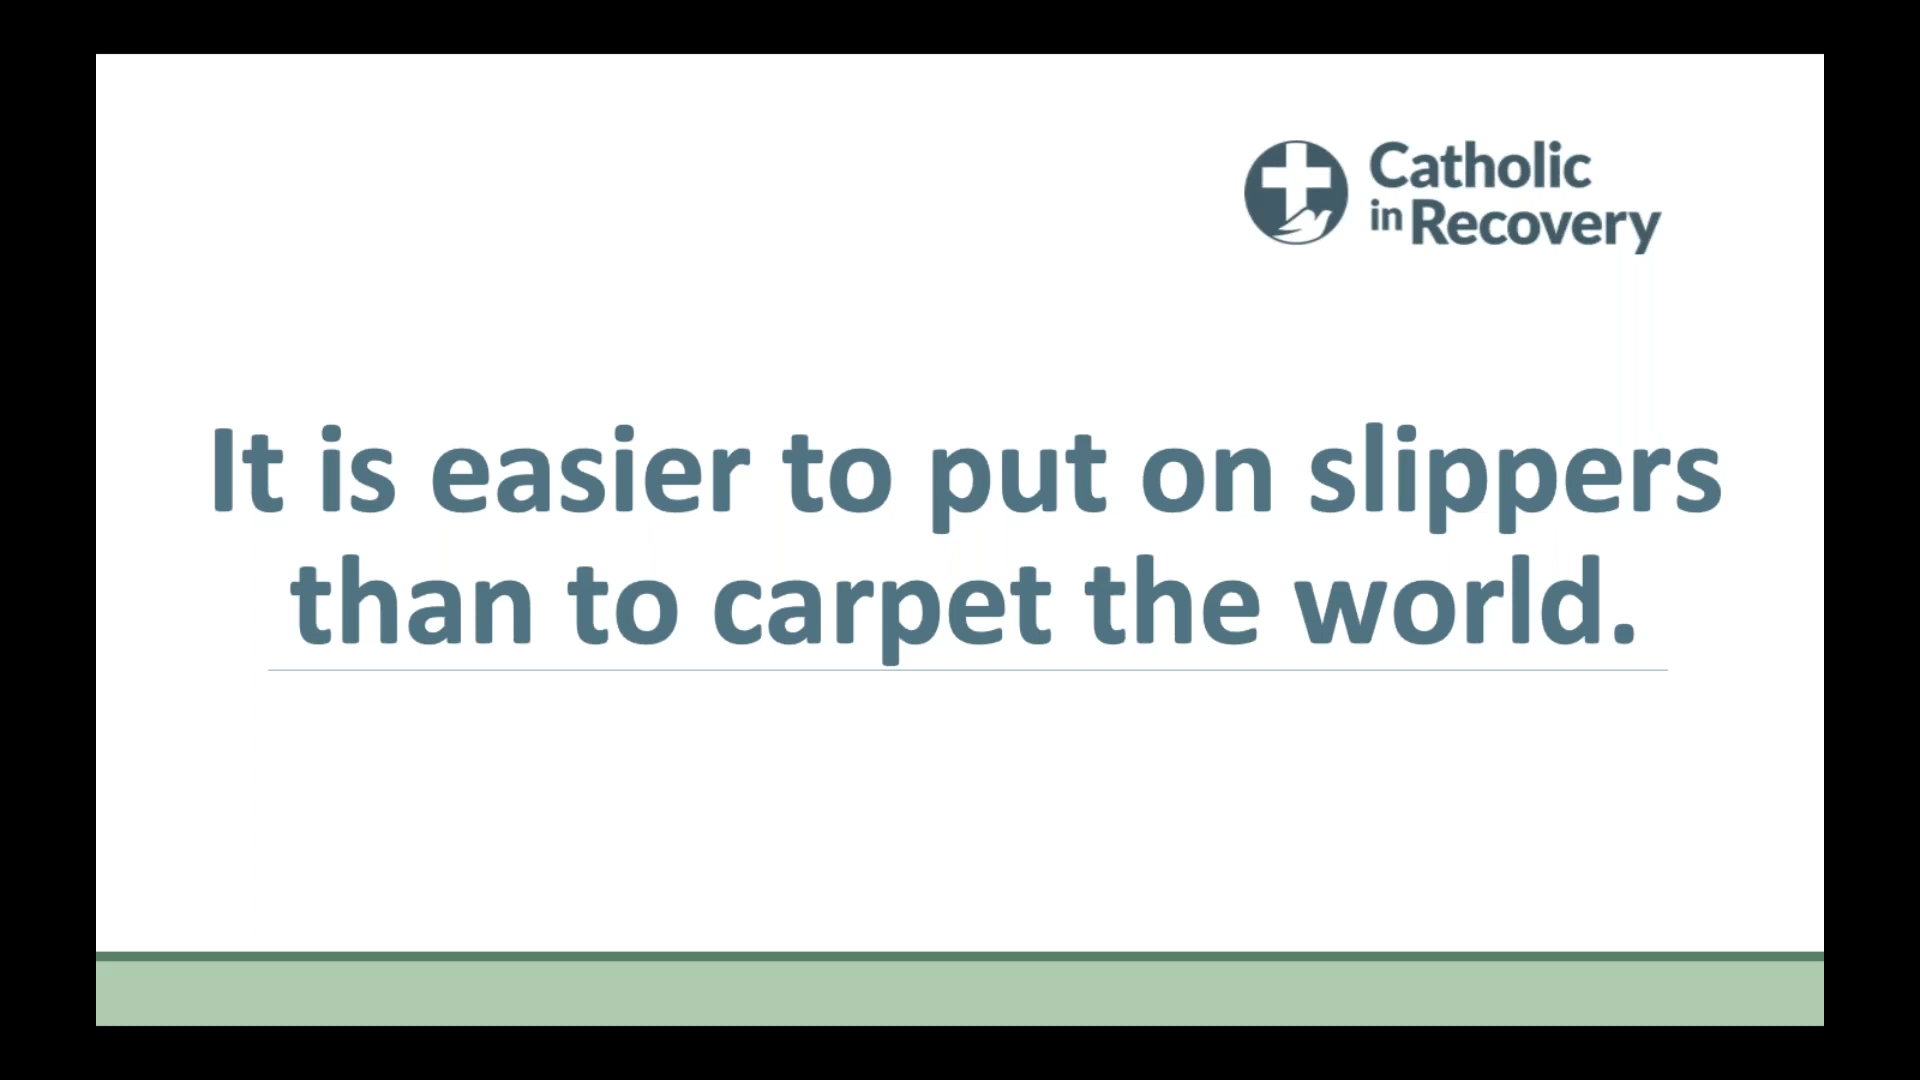 Catholic
in Recovery
It is easier to put on slippers
than to carpet the world.